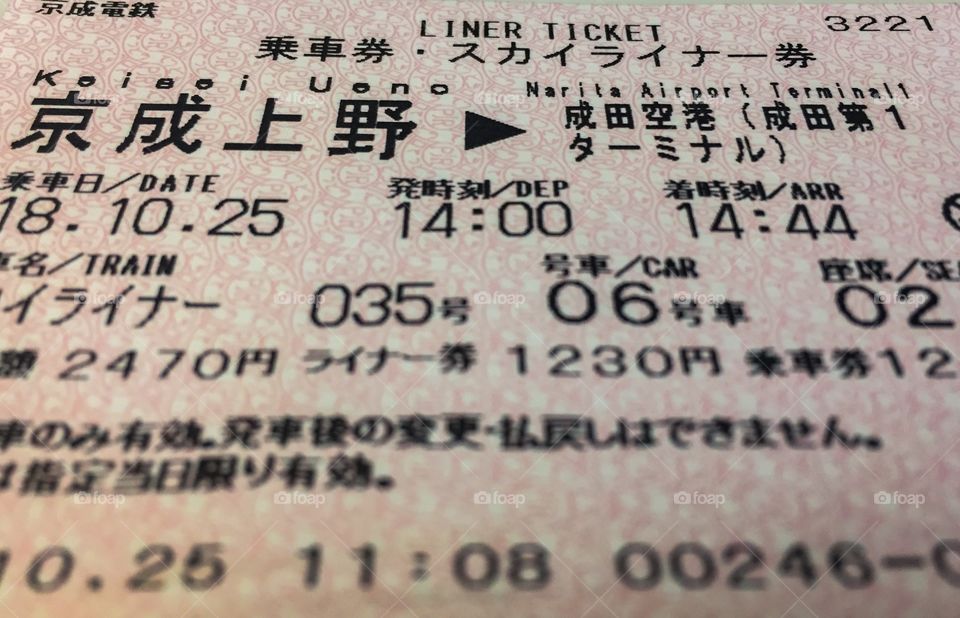 京成電鉄
LINER TICKET 3221
乗車券・スカイライナー券
Keisei Ueno Narita Airport Terminal1
京成上野 ▶ 成田空港(成田第1
ターミナル)
乗車日/DATE 発時刻/DEP 着時刻/ARR
18.10.25 14:00 14:44
車名/TRAIN 号車/CAR 座席/SEA
イライナー 035号 06号車 02
額 2470円 ライナー券 1230円 乗車券12
車のみ有効。発車後の変更・払戻しはできません。
は指定当日限り有効。
10.25 11:08 00246-0